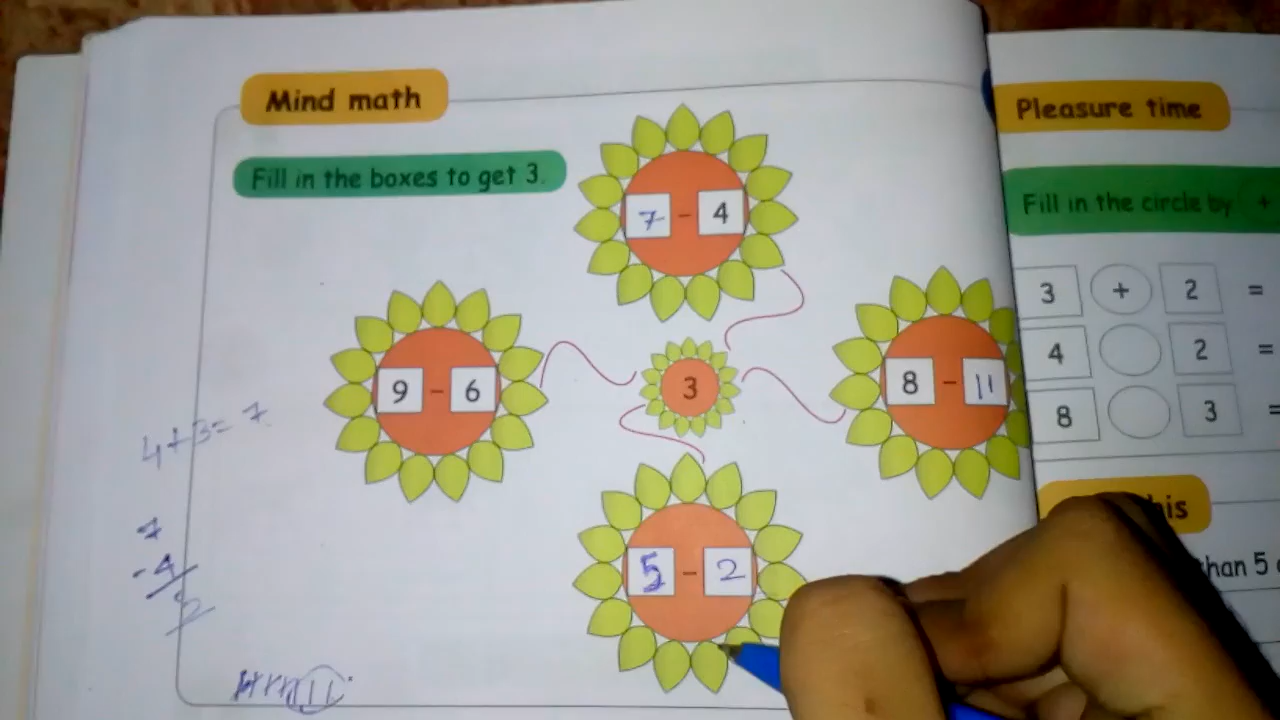 Mind math
Fill in the boxes to get 3.
7 - 4
9 - 6
3
8 - 11
5 - 2
4+3=7
7
-4
Pleasure time
Fill in the circle by +
3 + 2 =
4 2 =
8 3 =
his
han 5